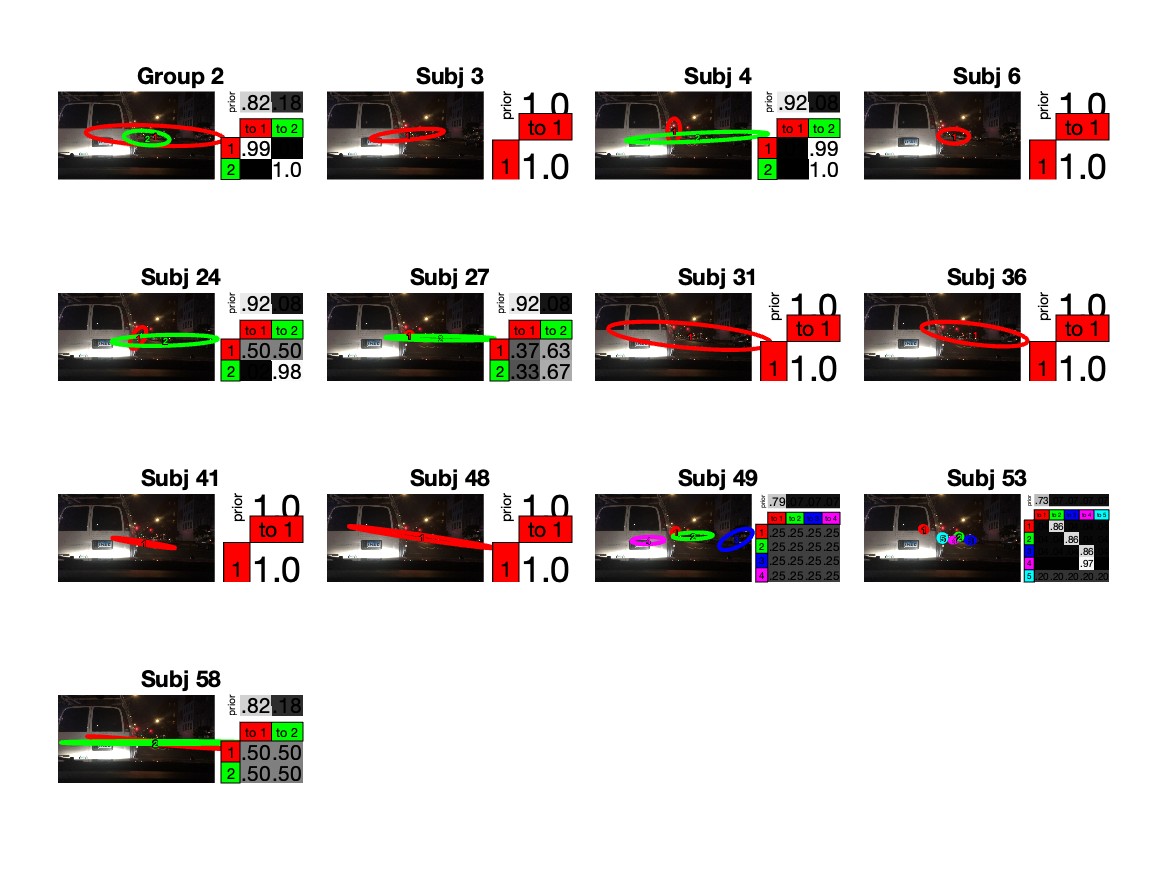 Group 2
prior .82 .18
to 1 to 2
1 .99
2 1.0
Subj 3
prior 1.0
to 1
1 1.0
Subj 4
prior .92 .08
to 1 to 2
1 .99
2 1.0
Subj 6
prior 1.0
to 1
1 1.0
Subj 24
prior .92 .08
to 1 to 2
1 .50 .50
2 .98
Subj 27
prior .92 .08
to 1 to 2
1 .37 .63
2 .33 .67
Subj 31
prior 1.0
to 1
1 1.0
Subj 36
prior 1.0
to 1
1 1.0
Subj 41
prior 1.0
to 1
1 1.0
Subj 48
prior 1.0
to 1
1 1.0
Subj 49
prior .79 .07 .07 .07
to 1 to 2 to 4
1 .25 .25 .25 .25
2 .25 .25 .25 .25
.25 .25 .25 .25
4 .25 .25 .25 .25
Subj 53
prior .73
to 1 to 2 to 4 to 5
1 .86
2 .86
.86
4 .97
5 .20 .20 .20 .20 .20
Subj 58
prior .82 .18
to 1 to 2
1 .50 .50
2 .50 .50